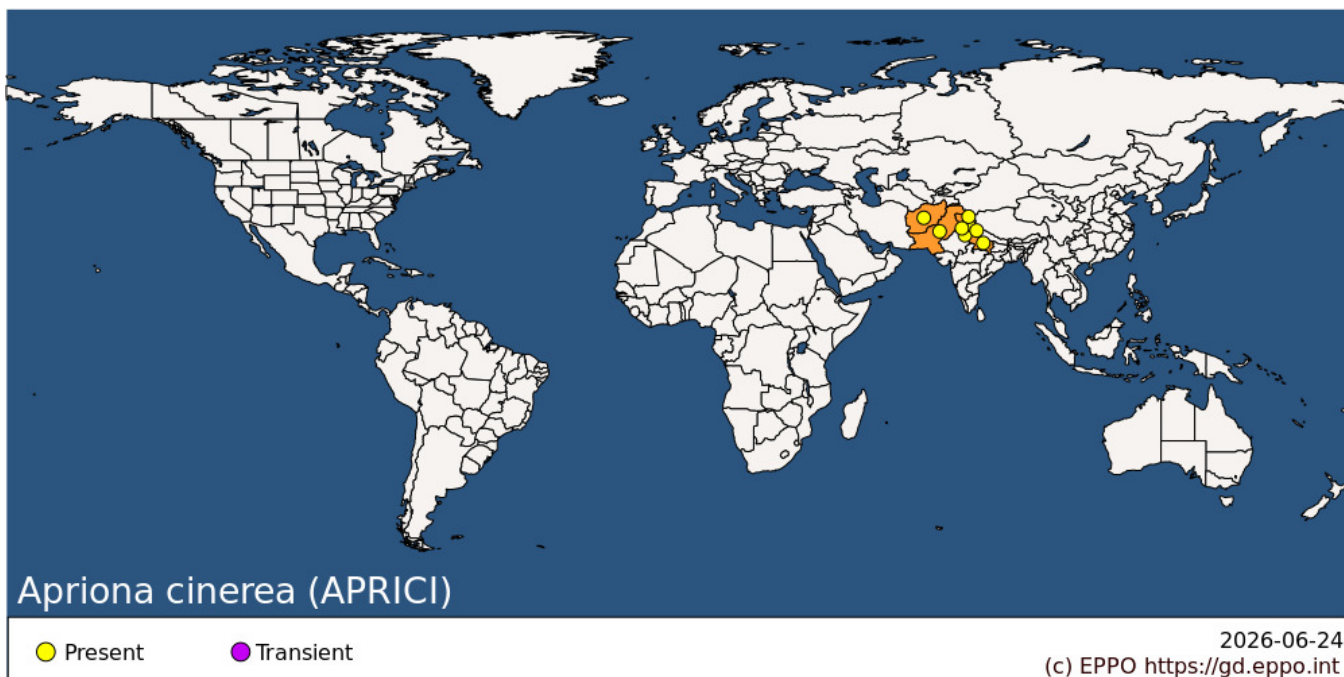 Apriona cinerea (APRICI)
Present
Transient
2026-06-24
(c) EPPO https://gd.eppo.int